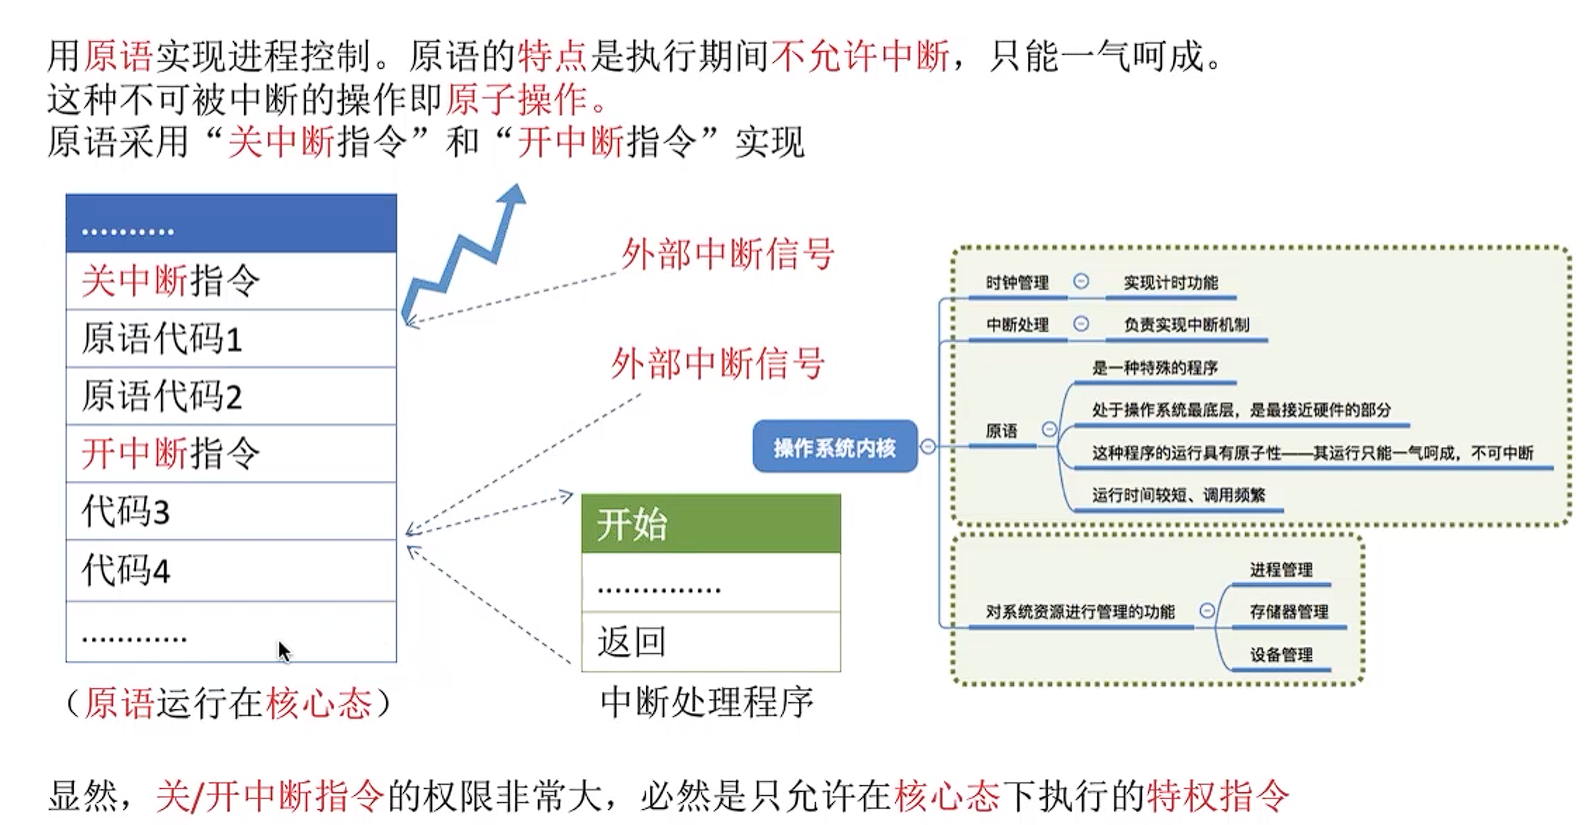 用原语实现进程控制。原语的特点是执行期间不允许中断，只能一气呵成。
这种不可被中断的操作即原子操作。
原语采用“关中断指令”和“开中断指令”实现
..........
关中断指令
原语代码1
原语代码2
开中断指令
代码3
代码4
............
（原语运行在核心态）
外部中断信号
外部中断信号
开始
..............
返回
中断处理程序
操作系统内核
时钟管理
实现计时功能
中断处理
负责实现中断机制
原语
是一种特殊的程序
处于操作系统最底层，是最接近硬件的部分
这种程序的运行具有原子性——其运行只能一气呵成，不可中断
运行时间较短、调用频繁
对系统资源进行管理的功能
进程管理
存储器管理
设备管理
显然，关/开中断指令的权限非常大，必然是只允许在核心态下执行的特权指令